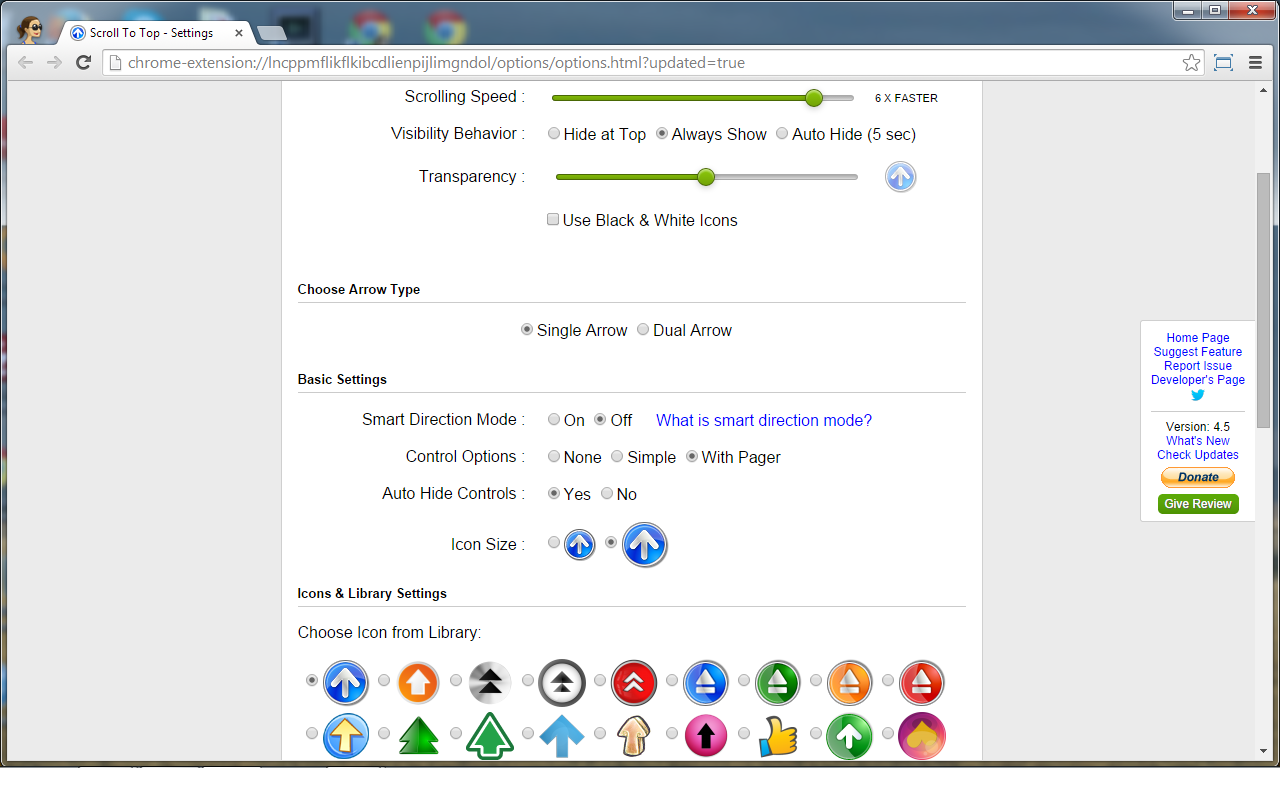 Scroll To Top - Settings
chrome-extension://lncppmflikflkibcdlienpijlimgndol/options/options.html?updated=true
Scrolling Speed : 6 X FASTER
Visibility Behavior : Hide at Top Always Show Auto Hide (5 sec)
Transparency :
Use Black & White Icons
Choose Arrow Type
Single Arrow Dual Arrow
Basic Settings
Smart Direction Mode : On Off What is smart direction mode?
Control Options : None Simple With Pager
Auto Hide Controls : Yes No
Icon Size :
Icons & Library Settings
Choose Icon from Library:
Home Page
Suggest Feature
Report Issue
Developer's Page
Version: 4.5
What's New
Check Updates
Donate
Give Review